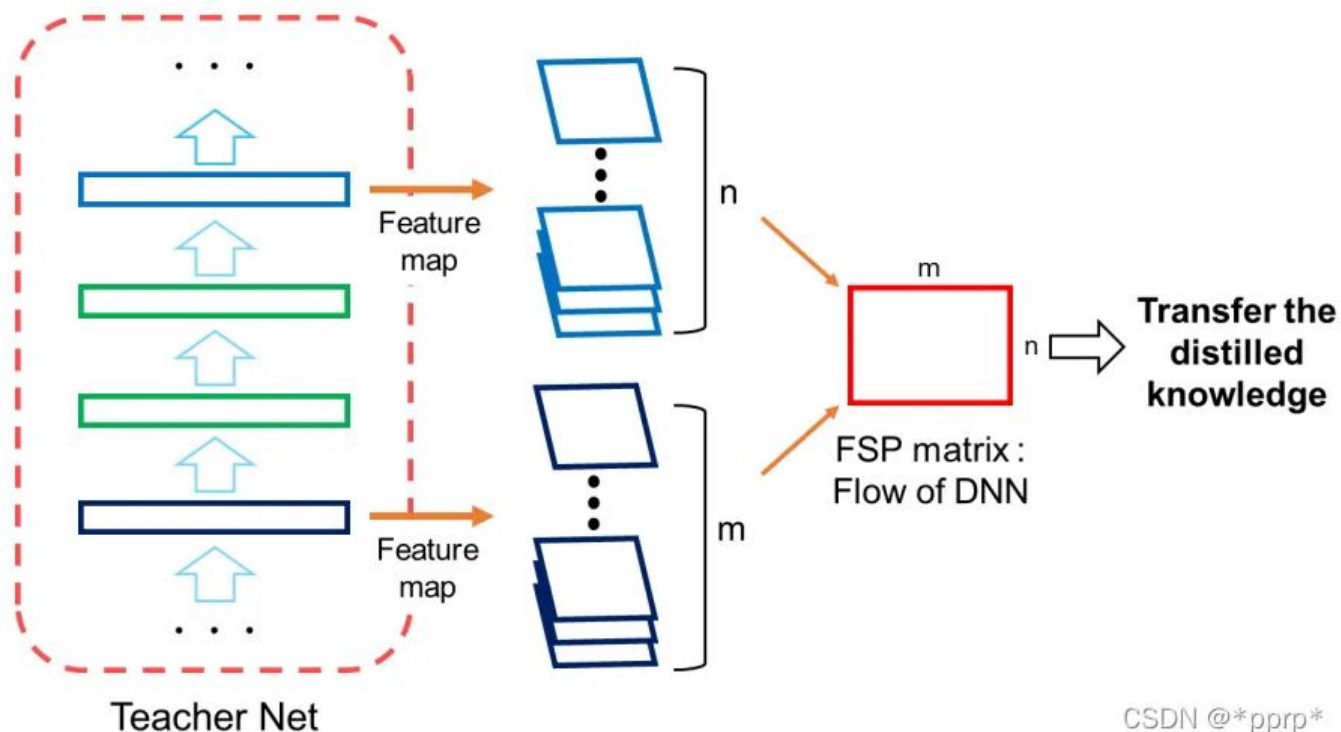 . . .
Feature
map
n
m
n
Transfer the
distilled
knowledge
FSP matrix :
Flow of DNN
Feature
map
m
. . .
Teacher Net
CSDN @*pprp*